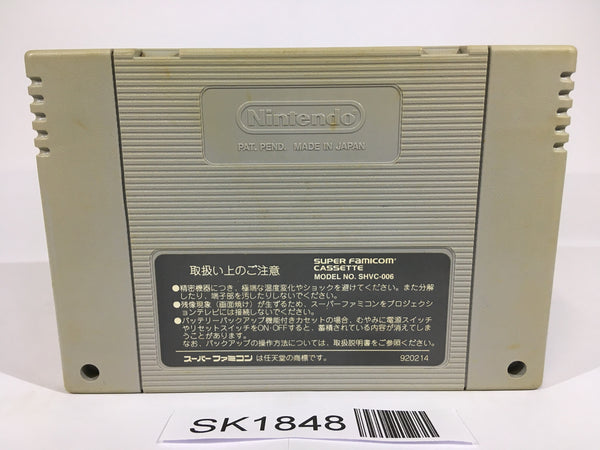 Nintendo
PAT. PEND. MADE IN JAPAN
取扱い上のご注意
SUPER FAMICOM
CASSETTE
MODEL NO. SHVC-006
●精密機器につき、極端な温度変化やショックを避けてください。また分解
したり、端子部を汚したりしないでください。
●残像現象（画面焼け）が生ずるため、スーパーファミコンをプロジェクシ
ョンテレビには接続しないでください。
●バッテリーバックアップ機能付きカセットの場合、むやみに電源スイッチ
やリセットスイッチをON・OFFすると、蓄積されている内容が消えてしま
うことがあります。
なお、バックアップの操作方法については、取扱説明書をご参照ください。
スーパーファミコン は任天堂の商標です。
920214
SK1848